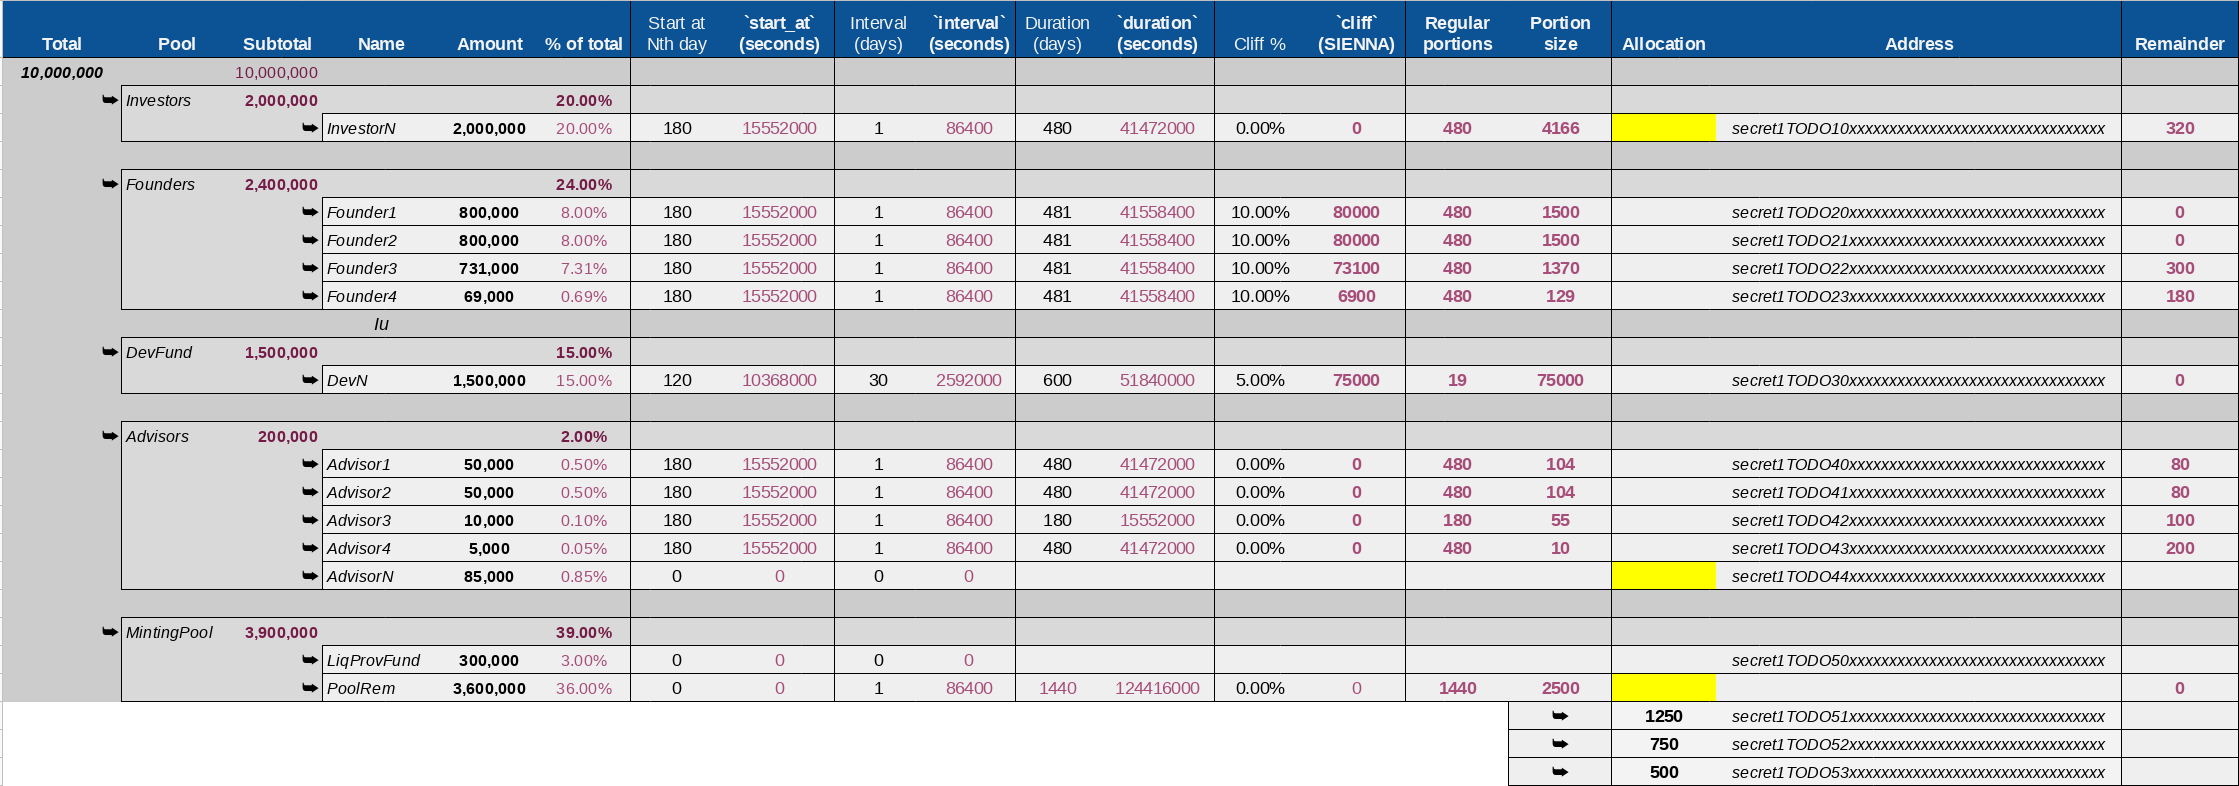 Total Pool Subtotal Name Amount % of total Start at Nth day `start_at` (seconds) Interval (days) `interval` (seconds) Duration (days) `duration` (seconds) Cliff % `cliff` (SIENNA) Regular portions Portion size Allocation Address Remainder
10,000,000 10,000,000
➥ Investors 2,000,000 20.00%
➥ InvestorN 2,000,000 20.00% 180 15552000 1 86400 480 41472000 0.00% 0 480 4166 secret1TODO10xxxxxxxxxxxxxxxxxxxxxxxxxxxxxxxx 320
➥ Founders 2,400,000 24.00%
➥ Founder1 800,000 8.00% 180 15552000 1 86400 481 41558400 10.00% 80000 480 1500 secret1TODO20xxxxxxxxxxxxxxxxxxxxxxxxxxxxxxxx 0
➥ Founder2 800,000 8.00% 180 15552000 1 86400 481 41558400 10.00% 80000 480 1500 secret1TODO21xxxxxxxxxxxxxxxxxxxxxxxxxxxxxxxx 0
➥ Founder3 731,000 7.31% 180 15552000 1 86400 481 41558400 10.00% 73100 480 1370 secret1TODO22xxxxxxxxxxxxxxxxxxxxxxxxxxxxxxxx 300
➥ Founder4 69,000 0.69% 180 15552000 1 86400 481 41558400 10.00% 6900 480 129 secret1TODO23xxxxxxxxxxxxxxxxxxxxxxxxxxxxxxxx 180
Iu
➥ DevFund 1,500,000 15.00%
➥ DevN 1,500,000 15.00% 120 10368000 30 2592000 600 51840000 5.00% 75000 19 75000 secret1TODO30xxxxxxxxxxxxxxxxxxxxxxxxxxxxxxxx 0
➥ Advisors 200,000 2.00%
➥ Advisor1 50,000 0.50% 180 15552000 1 86400 480 41472000 0.00% 0 480 104 secret1TODO40xxxxxxxxxxxxxxxxxxxxxxxxxxxxxxxx 80
➥ Advisor2 50,000 0.50% 180 15552000 1 86400 480 41472000 0.00% 0 480 104 secret1TODO41xxxxxxxxxxxxxxxxxxxxxxxxxxxxxxxx 80
➥ Advisor3 10,000 0.10% 180 15552000 1 86400 180 15552000 0.00% 0 180 55 secret1TODO42xxxxxxxxxxxxxxxxxxxxxxxxxxxxxxxx 100
➥ Advisor4 5,000 0.05% 180 15552000 1 86400 480 41472000 0.00% 0 480 10 secret1TODO43xxxxxxxxxxxxxxxxxxxxxxxxxxxxxxxx 200
➥ AdvisorN 85,000 0.85% 0 0 0 0 secret1TODO44xxxxxxxxxxxxxxxxxxxxxxxxxxxxxxxx
➥ MintingPool 3,900,000 39.00%
➥ LiqProvFund 300,000 3.00% 0 0 0 0 secret1TODO50xxxxxxxxxxxxxxxxxxxxxxxxxxxxxxxx
➥ PoolRem 3,600,000 36.00% 0 0 1 86400 1440 124416000 0.00% 0 1440 2500 0
➥ 1250 secret1TODO51xxxxxxxxxxxxxxxxxxxxxxxxxxxxxxxx
➥ 750 secret1TODO52xxxxxxxxxxxxxxxxxxxxxxxxxxxxxxxx
➥ 500 secret1TODO53xxxxxxxxxxxxxxxxxxxxxxxxxxxxxxxx